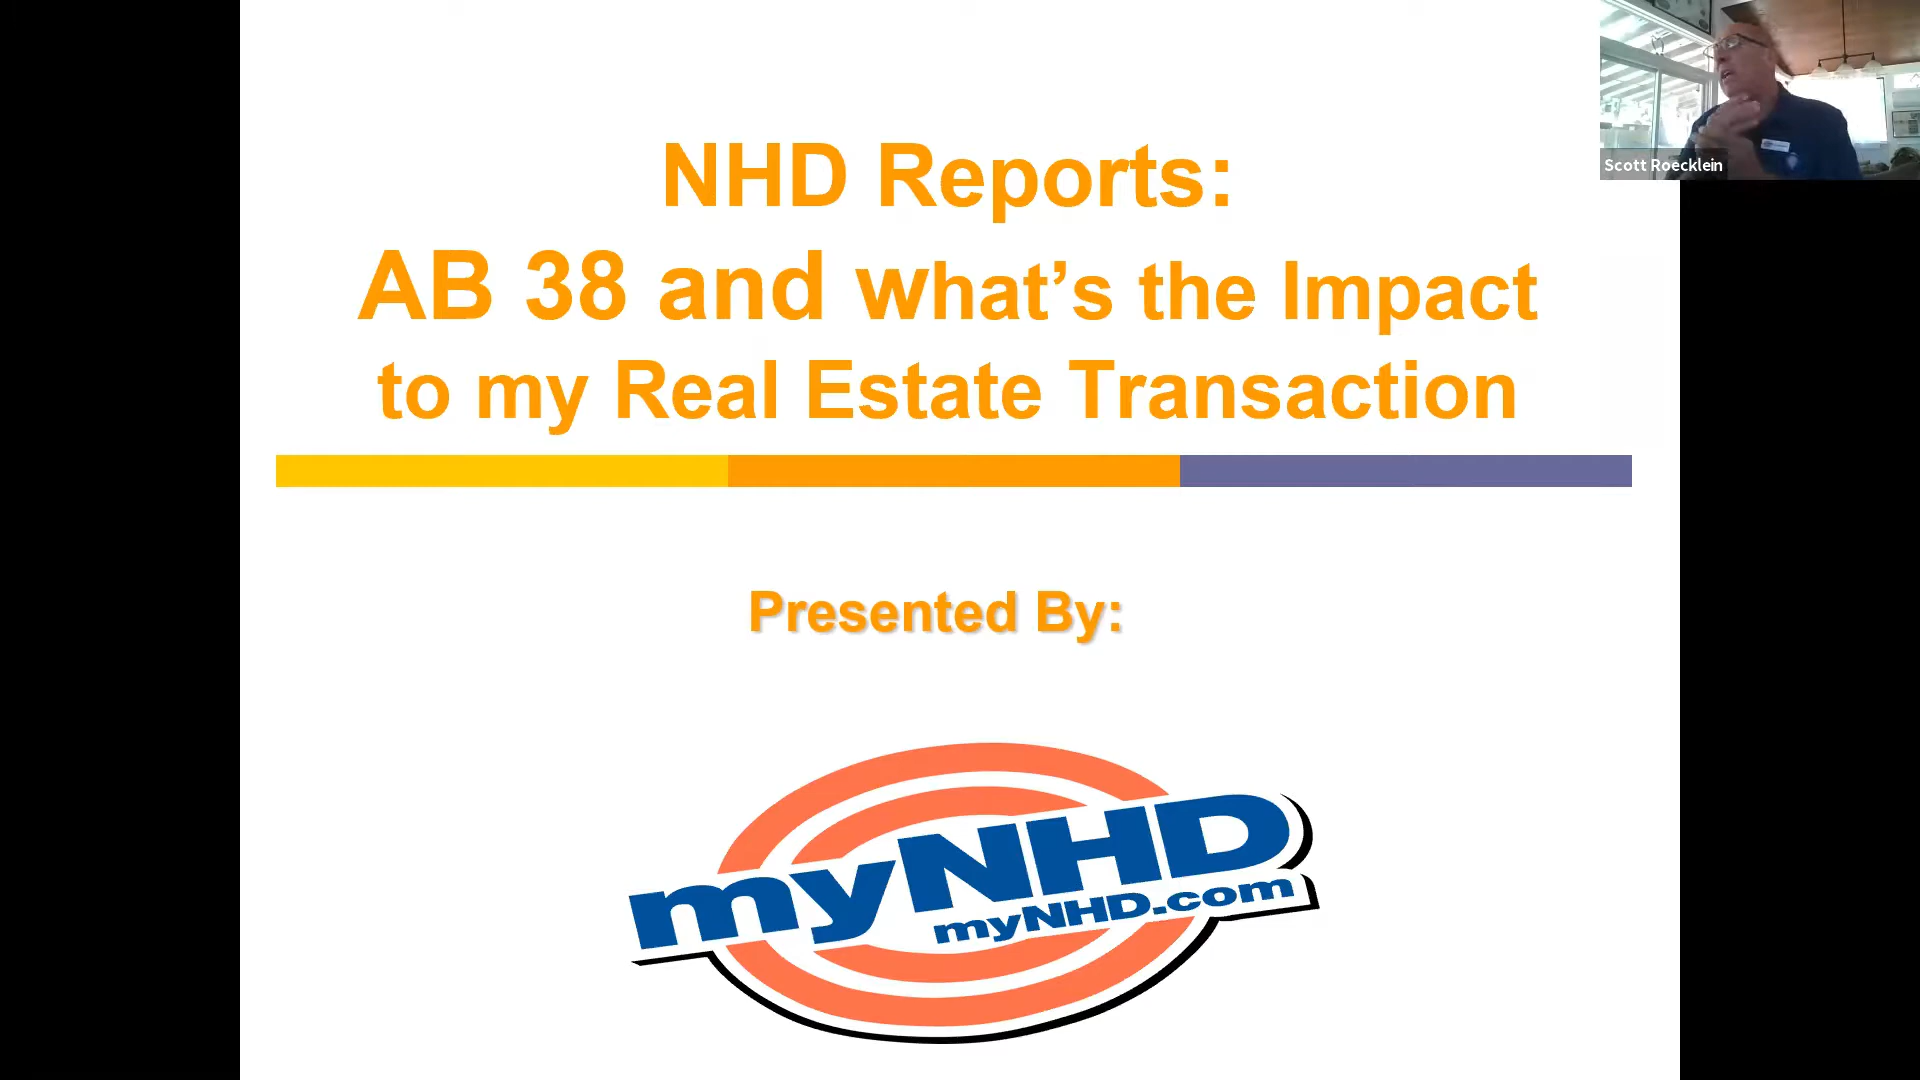 NHD Reports:
AB 38 and what’s the Impact
to my Real Estate Transaction
Presented By:
myNHD
myNHD.com
Scott Roecklein